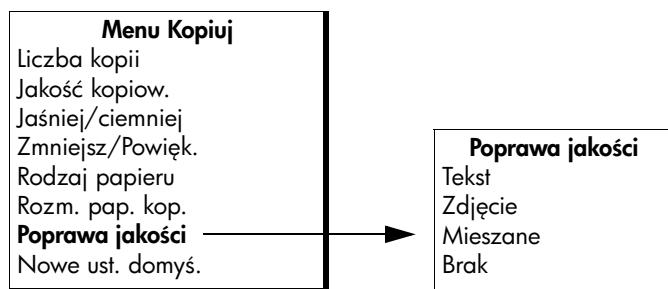 Menu Kopiuj
Liczba kopii
Jakość kopiow.
Jaśniej/ciemniej
Zmniejsz/Powięk.
Rodzaj papieru
Rozm. pap. kop.
Poprawa jakości
Nowe ust. domyś.
Poprawa jakości
Tekst
Zdjęcie
Mieszane
Brak